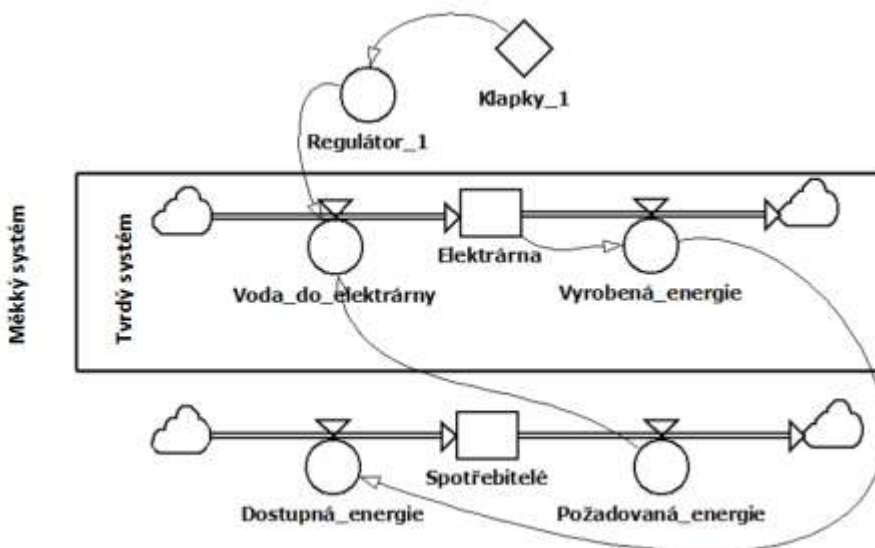 Klapky_1
Regulátor_1
Měkký systém
Tvrdý systém
Elektrárna
Voda_do_elektrárny
Vyrobená_energie
Spotřebitelé
Dostupná_energie
Požadovaná_energie